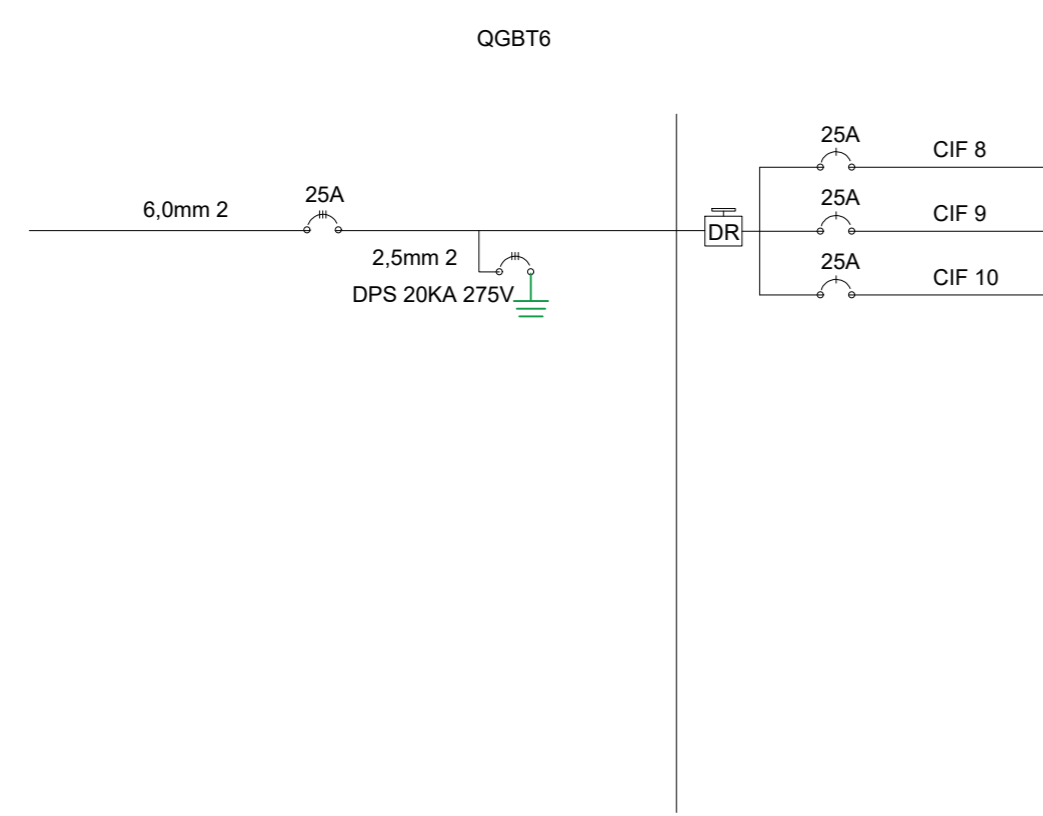 QGBT6
6,0mm 2
25A
2,5mm 2
DPS 20KA 275V
DR
25A
CIF 8
25A
CIF 9
25A
CIF 10